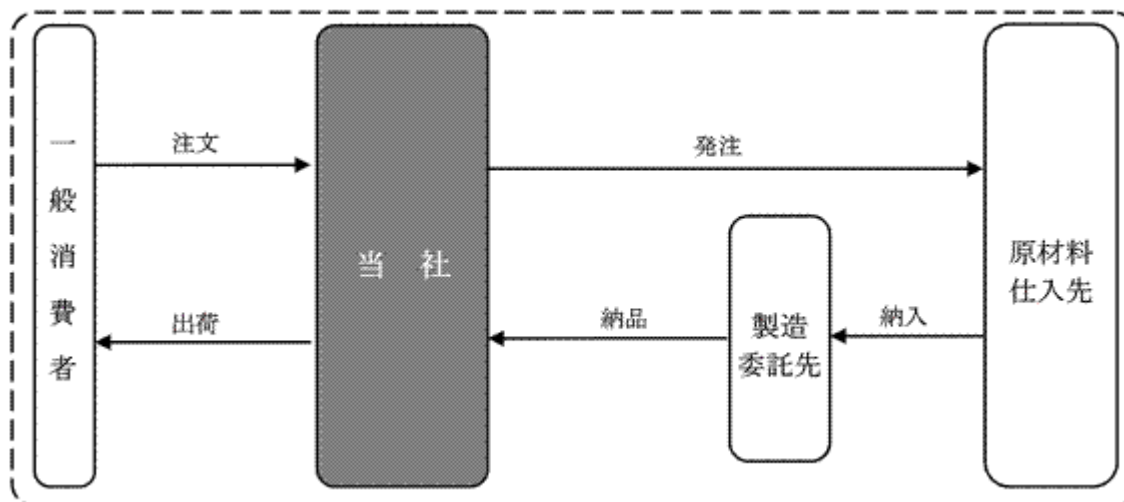 一般消費者
注文
出荷
当 社
発注
納品
製造
委託先
納入
原材料
仕入先